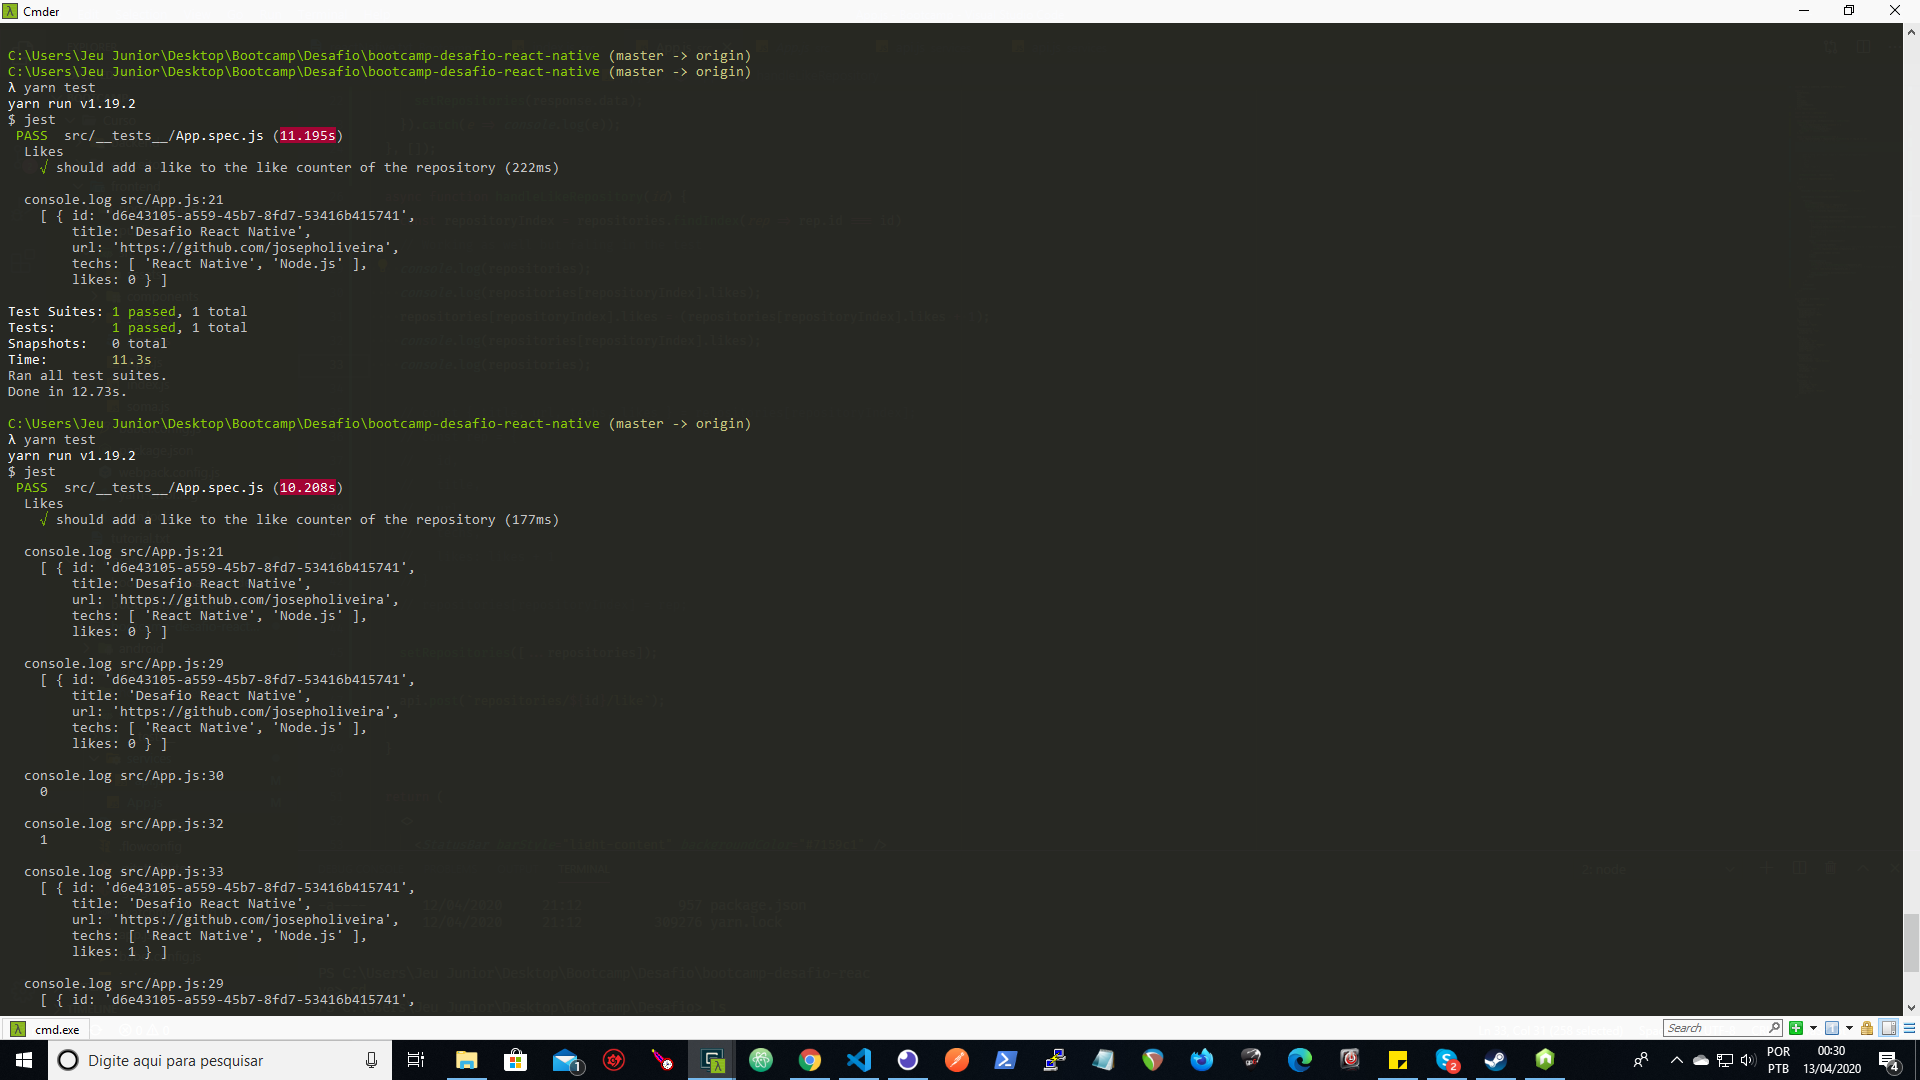 Cmder
C:\Users\Jeu Junior\Desktop\Bootcamp\Desafio\bootcamp-desafio-react-native (master -> origin)
C:\Users\Jeu Junior\Desktop\Bootcamp\Desafio\bootcamp-desafio-react-native (master -> origin)
λ yarn test
yarn run v1.19.2
$ jest
PASS src/__tests__/App.spec.js (11.195s)
Likes
√ should add a like to the like counter of the repository (222ms)
console.log src/App.js:21
[ { id: 'd6e43105-a559-45b7-8fd7-53416b415741',
title: 'Desafio React Native',
url: 'https://github.com/josepholiveira',
techs: [ 'React Native', 'Node.js' ],
likes: 0 } ]
Test Suites: 1 passed, 1 total
Tests: 1 passed, 1 total
Snapshots: 0 total
Time: 11.3s
Ran all test suites.
Done in 12.73s.
C:\Users\Jeu Junior\Desktop\Bootcamp\Desafio\bootcamp-desafio-react-native (master -> origin)
λ yarn test
yarn run v1.19.2
$ jest
PASS src/__tests__/App.spec.js (10.208s)
Likes
√ should add a like to the like counter of the repository (177ms)
console.log src/App.js:21
[ { id: 'd6e43105-a559-45b7-8fd7-53416b415741',
title: 'Desafio React Native',
url: 'https://github.com/josepholiveira',
techs: [ 'React Native', 'Node.js' ],
likes: 0 } ]
console.log src/App.js:29
[ { id: 'd6e43105-a559-45b7-8fd7-53416b415741',
title: 'Desafio React Native',
url: 'https://github.com/josepholiveira',
techs: [ 'React Native', 'Node.js' ],
likes: 0 } ]
console.log src/App.js:30
0
console.log src/App.js:32
1
console.log src/App.js:33
[ { id: 'd6e43105-a559-45b7-8fd7-53416b415741',
title: 'Desafio React Native',
url: 'https://github.com/josepholiveira',
techs: [ 'React Native', 'Node.js' ],
likes: 1 } ]
console.log src/App.js:29
[ { id: 'd6e43105-a559-45b7-8fd7-53416b415741',
cmd.exe
Search
Digite aqui para pesquisar
1
2
POR
PTB
00:30
13/04/2020
4